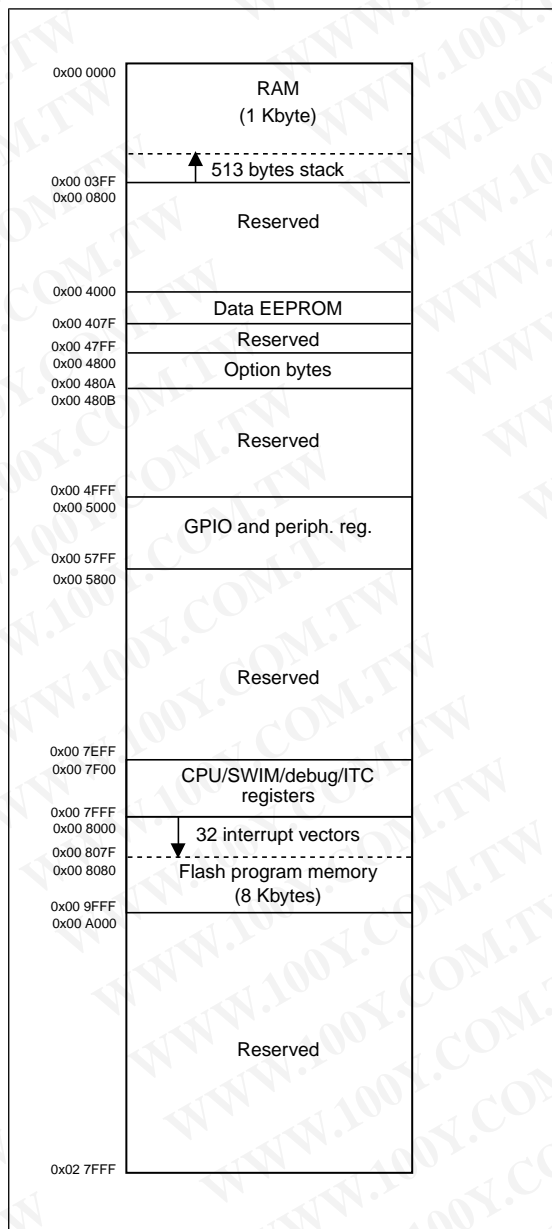 0x00 0000
RAM
(1 Kbyte)
513 bytes stack
0x00 03FF
0x00 0800
Reserved
0x00 4000
Data EEPROM
0x00 407F
Reserved
0x00 47FF
0x00 4800
Option bytes
0x00 480A
0x00 480B
Reserved
0x00 4FFF
0x00 5000
GPIO and periph. reg.
0x00 57FF
0x00 5800
Reserved
0x00 7EFF
0x00 7F00
CPU/SWIM/debug/ITC
registers
0x00 7FFF
0x00 8000
32 interrupt vectors
0x00 807F
0x00 8080
Flash program memory
(8 Kbytes)
0x00 9FFF
0x00 A000
Reserved
0x02 7FFF
WWW.100Y.COM.TW